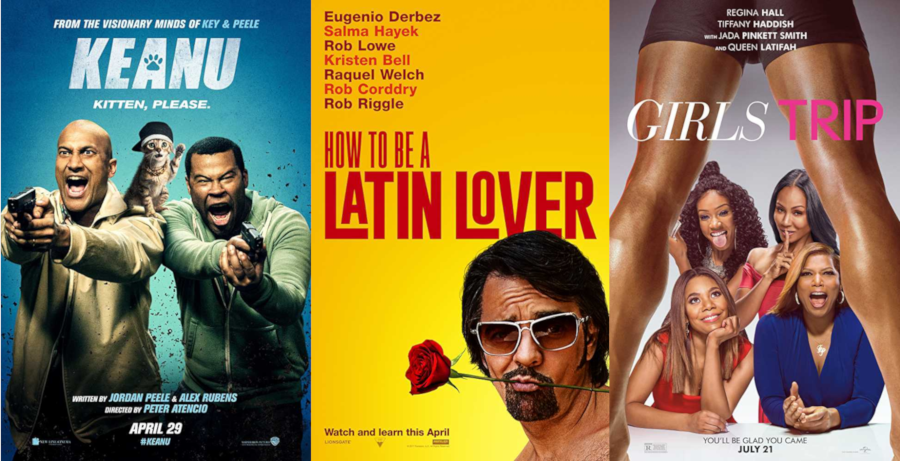 FROM THE VISIONARY MINDS OF KEY & PEELE
KEANU
KITTEN, PLEASE.
WRITTEN BY JORDAN PEELE & ALEX RUBENS
DIRECTED BY PETER ATENCIO
APRIL 29
#KEANU
Eugenio Derbez
Salma Hayek
Rob Lowe
Kristen Bell
Raquel Welch
Rob Corddry
Rob Riggle
HOW TO BE A
LATIN LOVER
Watch and learn this April
LIONSGATE
REGINA HALL
TIFFANY HADDISH
WITH JADA PINKETT SMITH
AND QUEEN LATIFAH
GIRLS TRIP
YOU'LL BE GLAD YOU CAME
JULY 21